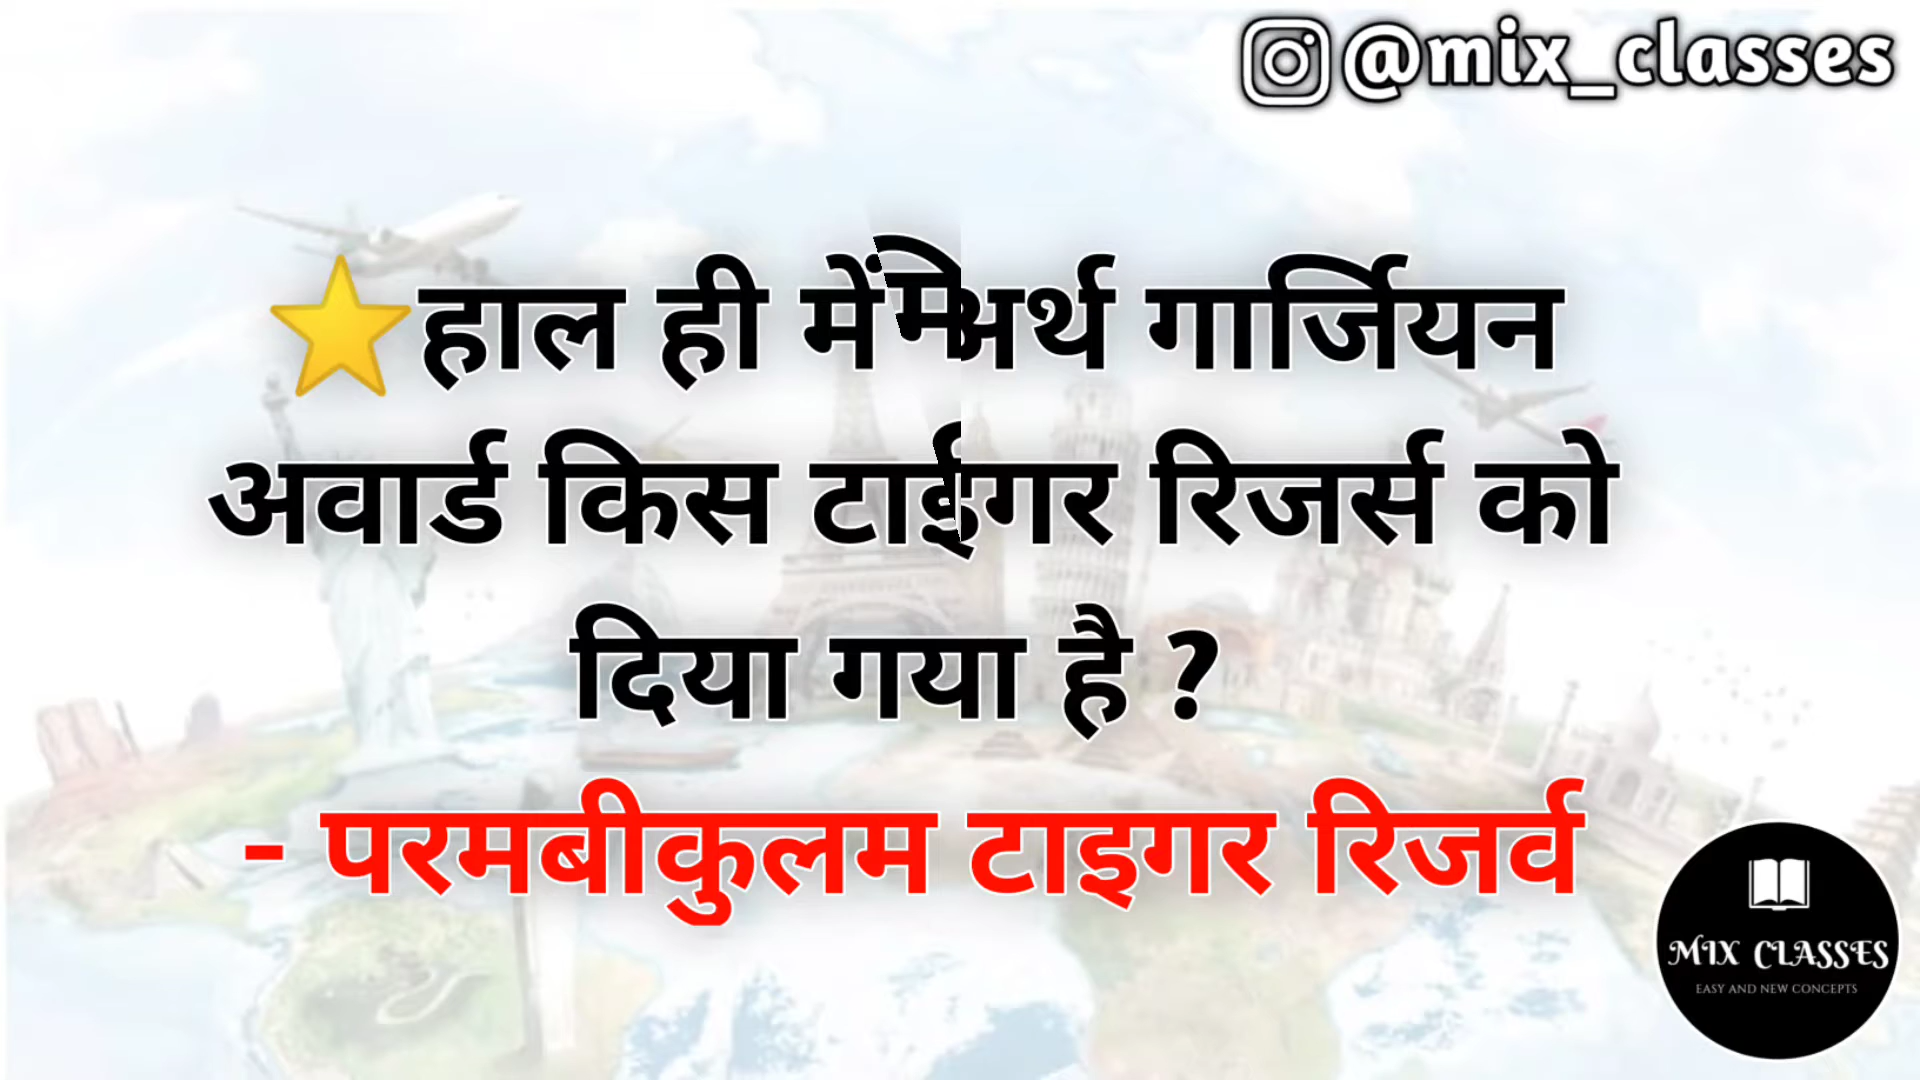 @mix_classes
⭐हाल ही में अर्थ गार्जियन
अवार्ड किस टाईगर रिजर्स को
दिया गया है ?
- परमबीकुलम टाइगर रिजर्व
MIX CLASSES
EASY AND NEW CONCEPTS